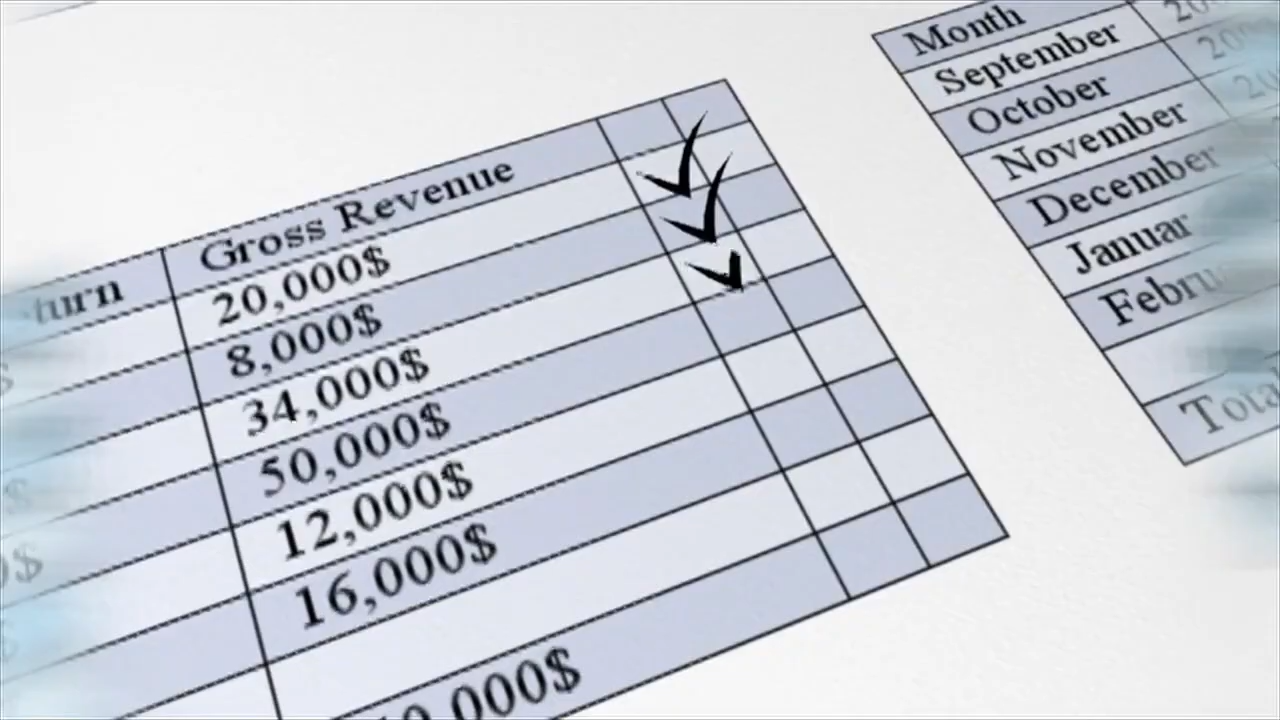 Gross Revenue
20,000$
8,000$
34,000$
50,000$
12,000$
16,000$
Month
September
October
November
December
Januar